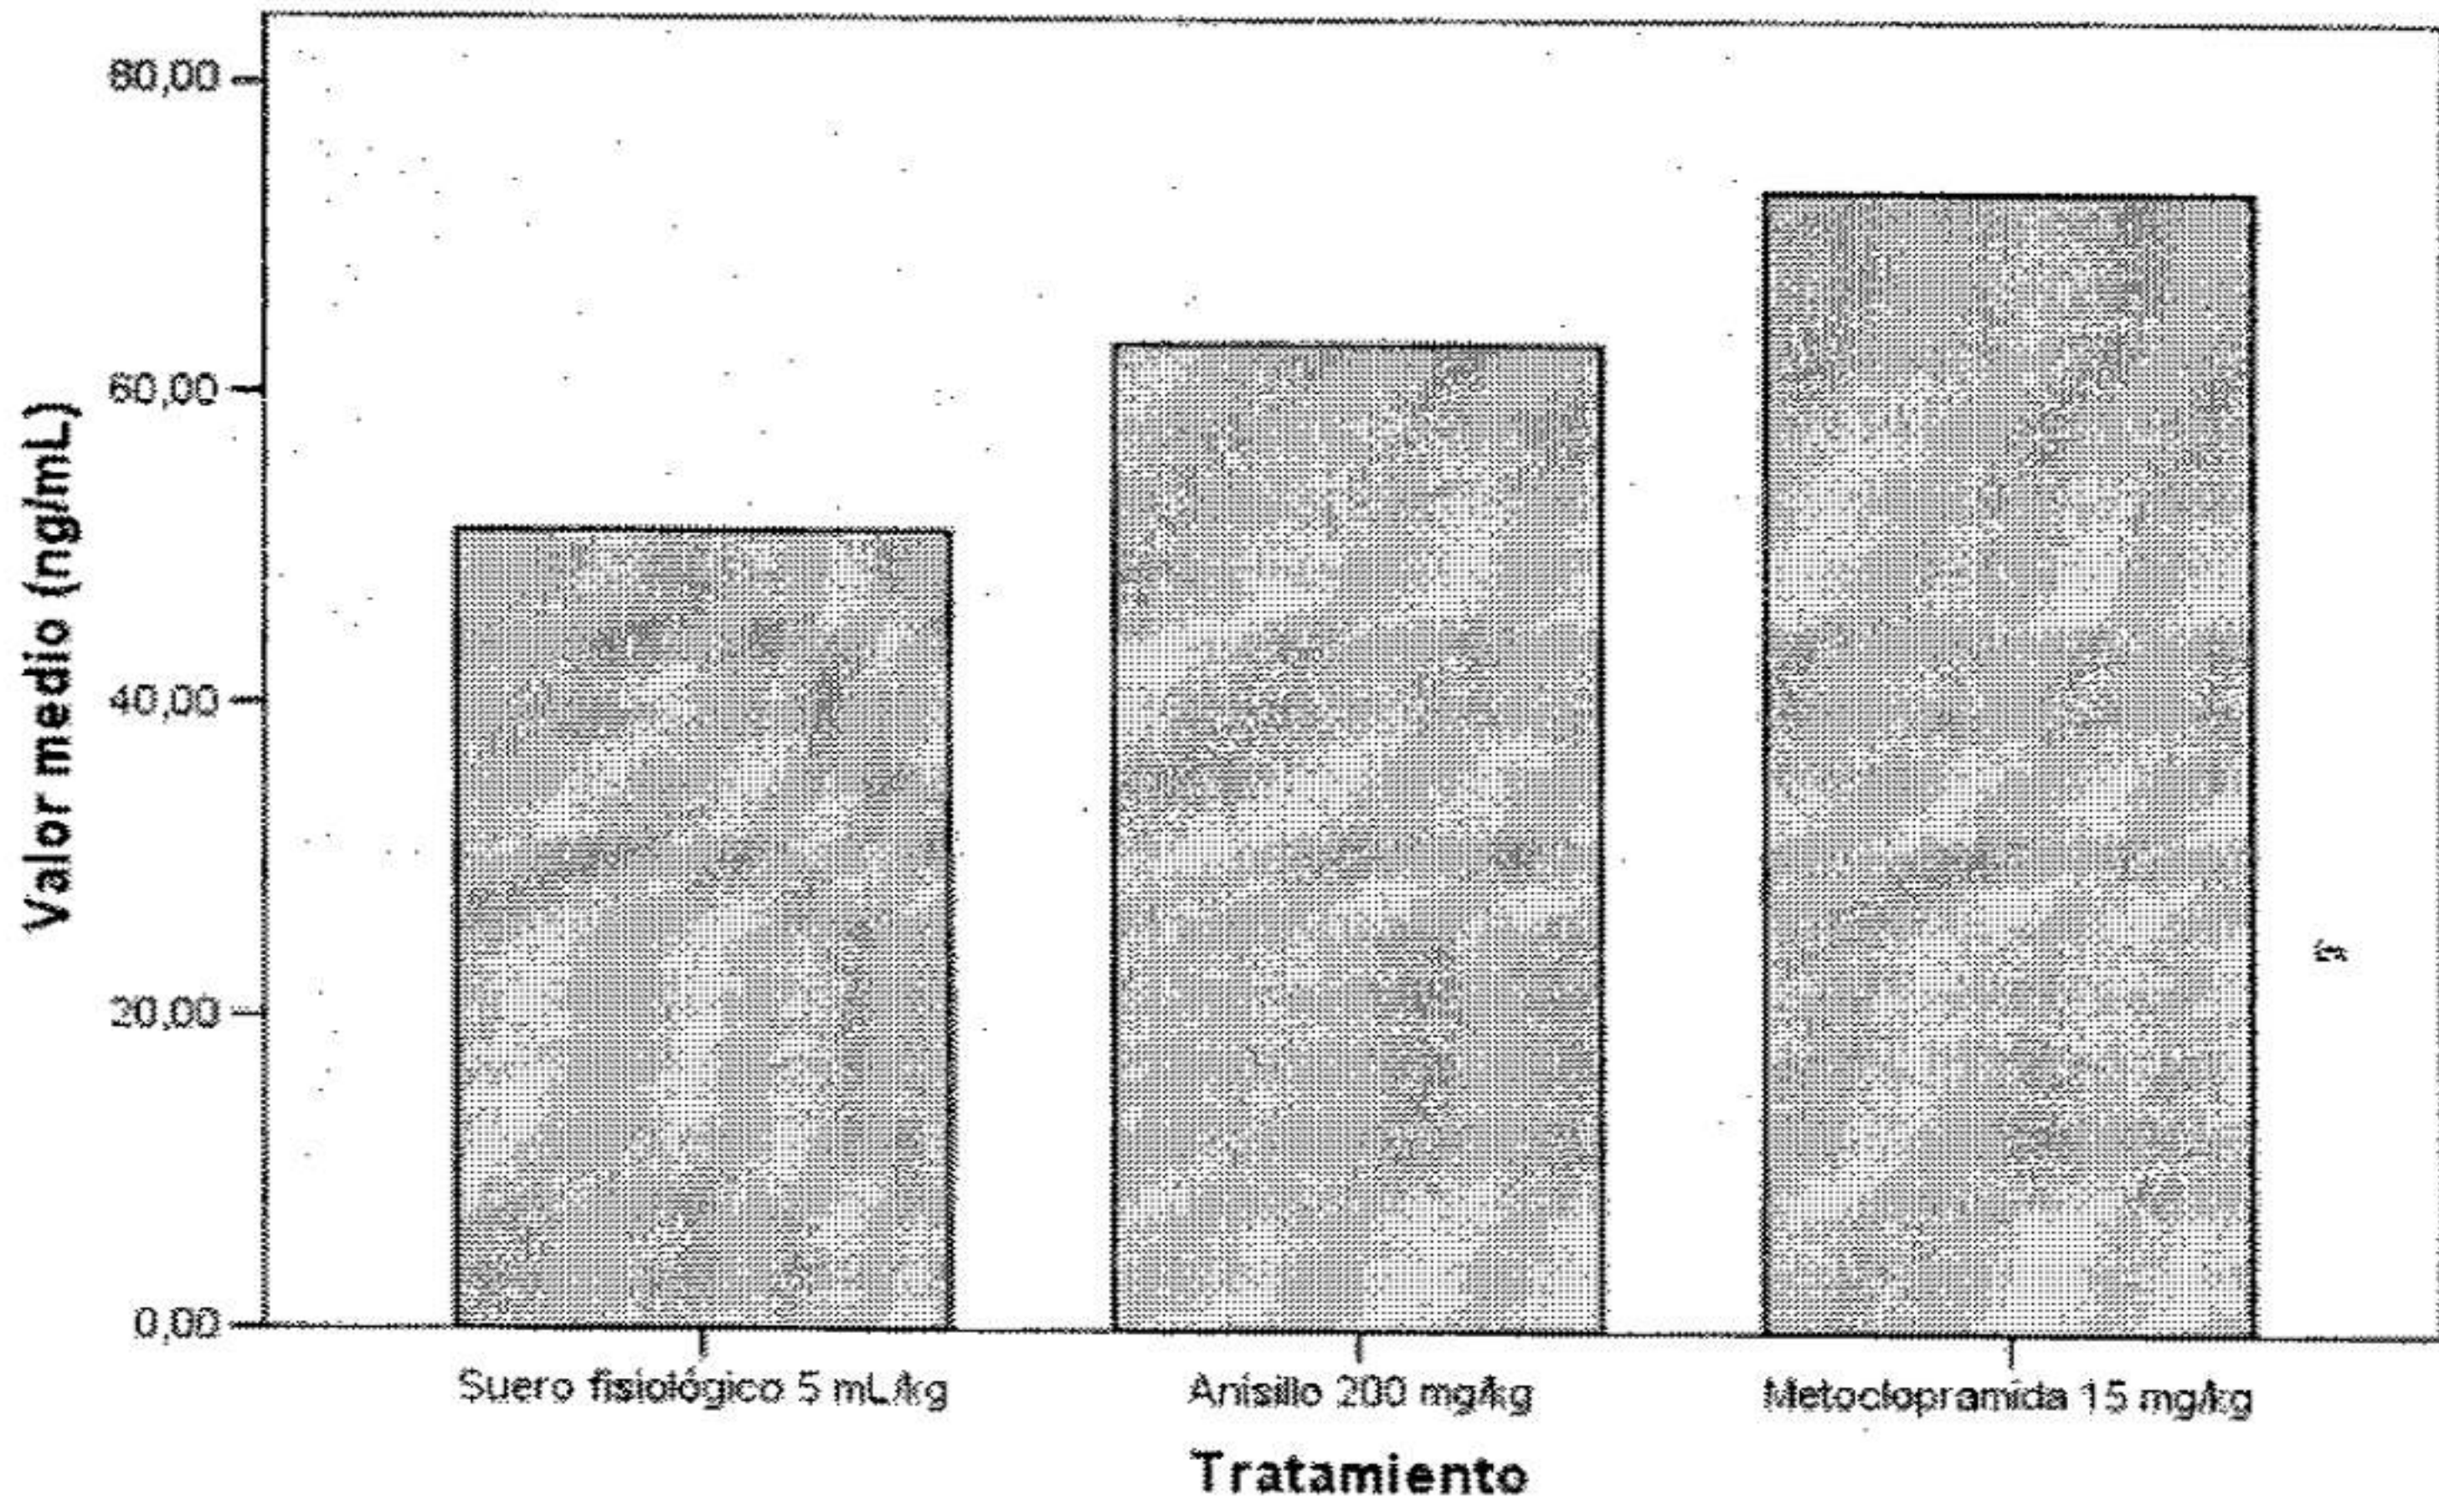 80,00
60,00
40,00
20,00
0,00
Valor medio (ng/mL)
Suero fisiológico 5 mL/kg
Anisillo 200 mg/kg
Metoclopramida 15 mg/kg
Tratamiento